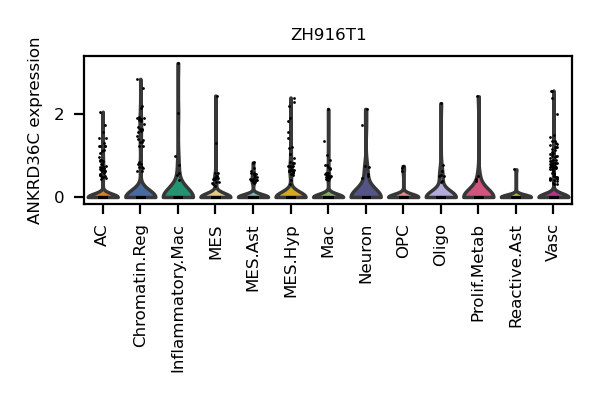 ZH916T1
ANKRD36C expression
2
0
AC
Chromatin.Reg
Inflammatory.Mac
MES
MES.Ast
MES.Hyp
Mac
Neuron
OPC
Oligo
Prolif.Metab
Reactive.Ast
Vasc